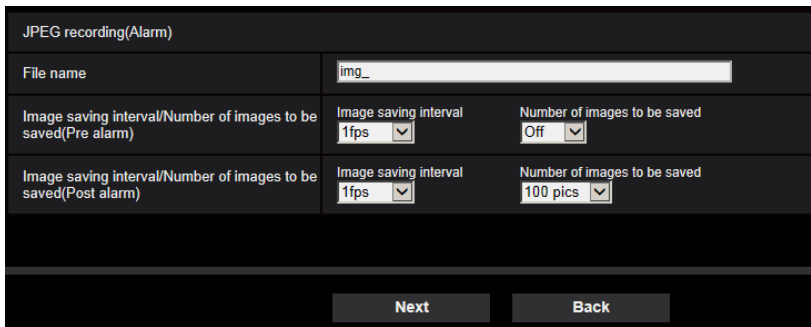 JPEG recording(Alarm)
File name
img_
Image saving interval/Number of images to be
saved(Pre alarm)
Image saving interval
Number of images to be saved
1fps
Off
Image saving interval/Number of images to be
saved(Post alarm)
Image saving interval
Number of images to be saved
1fps
100 pics
Next
Back